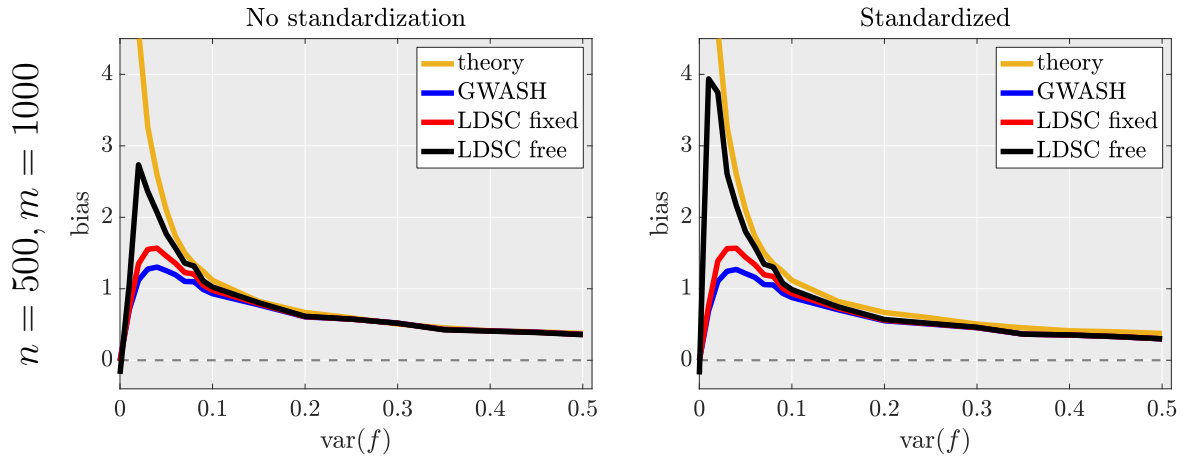 n = 500, m = 1000
No standardization
bias
4
3
2
1
0
theory
GWASH
LDSC fixed
LDSC free
0 0.1 0.2 0.3 0.4 0.5
var(f)
Standardized
bias
4
3
2
1
0
theory
GWASH
LDSC fixed
LDSC free
0 0.1 0.2 0.3 0.4 0.5
var(f)